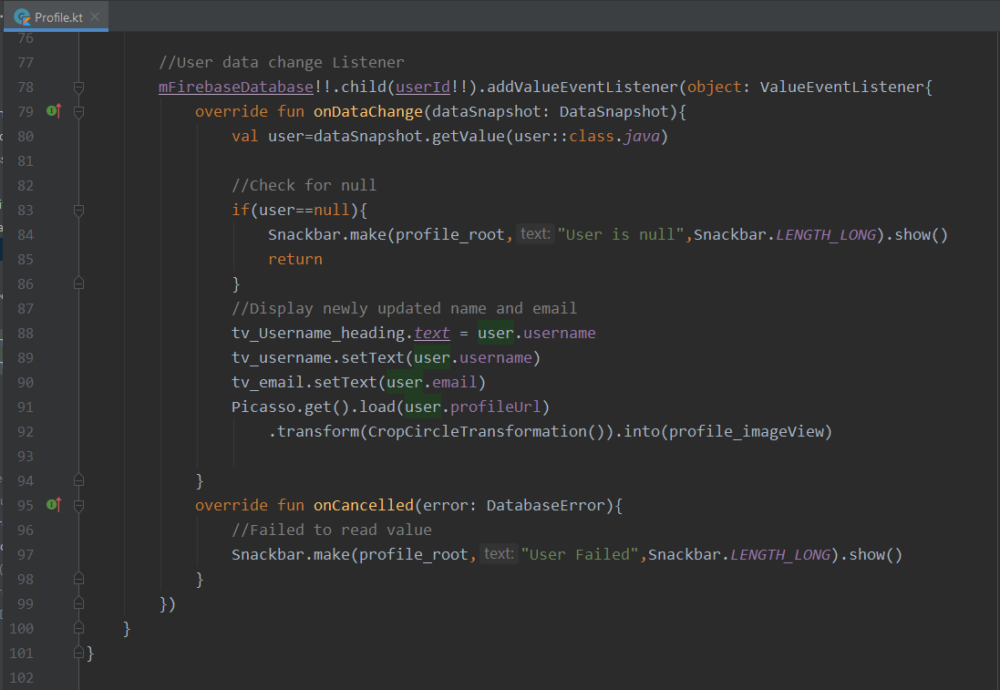 Profile.kt
76
77 //User data change Listener
78 mFirebaseDatabase!!.child(userId!!).addValueEventListener(object: ValueEventListener{
79 override fun onDataChange(dataSnapshot: DataSnapshot){
80 val user=dataSnapshot.getValue(user::class.java)
81
82 //Check for null
83 if(user==null){
84 Snackbar.make(profile_root, text: "User is null",Snackbar.LENGTH_LONG).show()
85 return
86 }
87 //Display newly updated name and email
88 tv_Username_heading.text = user.username
89 tv_username.setText(user.username)
90 tv_email.setText(user.email)
91 Picasso.get().load(user.profileUrl)
92 .transform(CropCircleTransformation()).into(profile_imageView)
93
94 }
95 override fun onCancelled(error: DatabaseError){
96 //Failed to read value
97 Snackbar.make(profile_root, text: "User Failed",Snackbar.LENGTH_LONG).show()
98 }
99 })
100 }
101 }
102